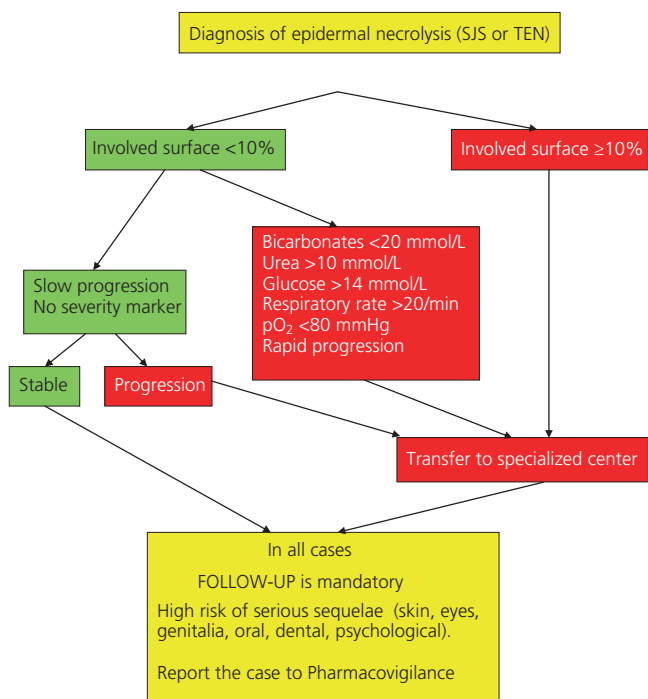 Diagnosis of epidermal necrolysis (SJS or TEN)
Involved surface <10%
Involved surface ≥10%
Bicarbonates <20 mmol/L
Urea >10 mmol/L
Glucose >14 mmol/L
Respiratory rate >20/min
pO₂ <80 mmHg
Rapid progression
Slow progression
No severity marker
Stable
Progression
Transfer to specialized center
In all cases
FOLLOW-UP is mandatory
High risk of serious sequelae (skin, eyes,
genitalia, oral, dental, psychological).
Report the case to Pharmacovigilance